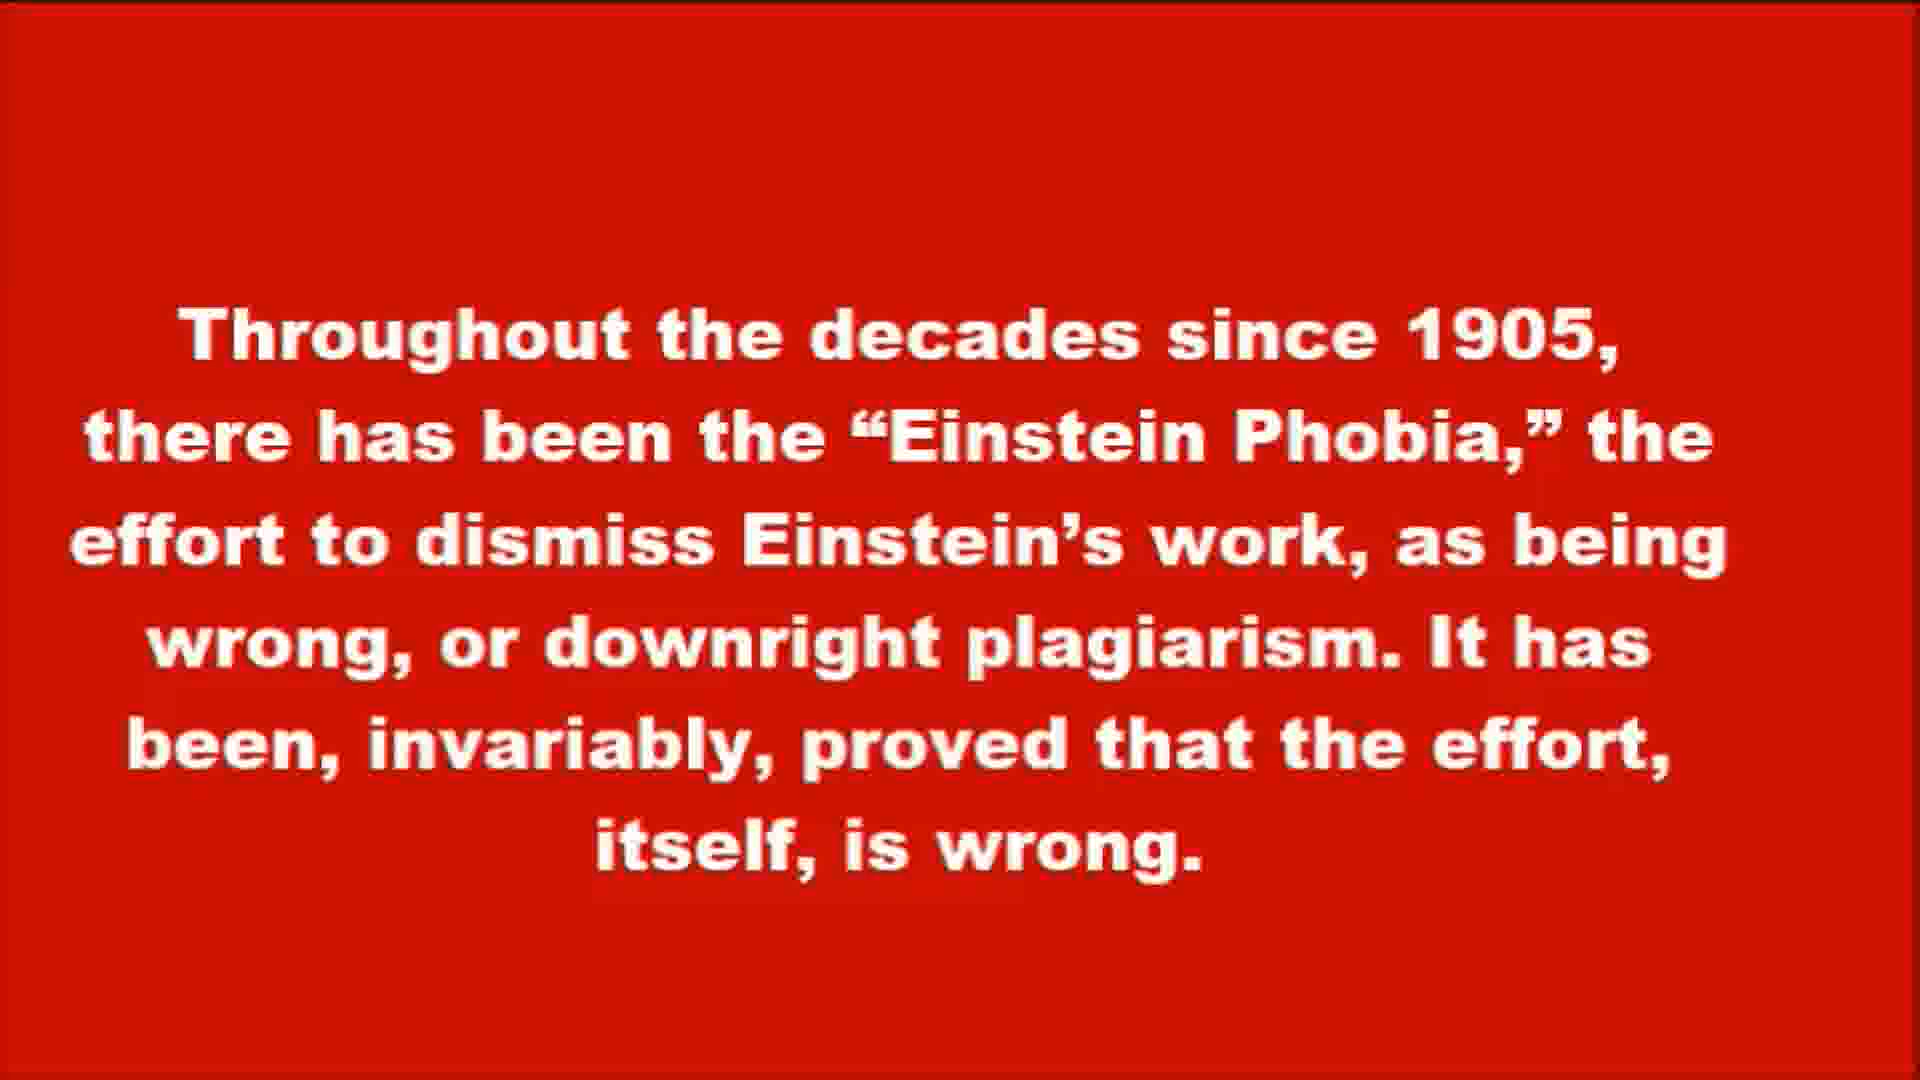 Throughout the decades since 1905,
there has been the “Einstein Phobia,” the
effort to dismiss Einstein’s work, as being
wrong, or downright plagiarism. It has
been, invariably, proved that the effort,
itself, is wrong.